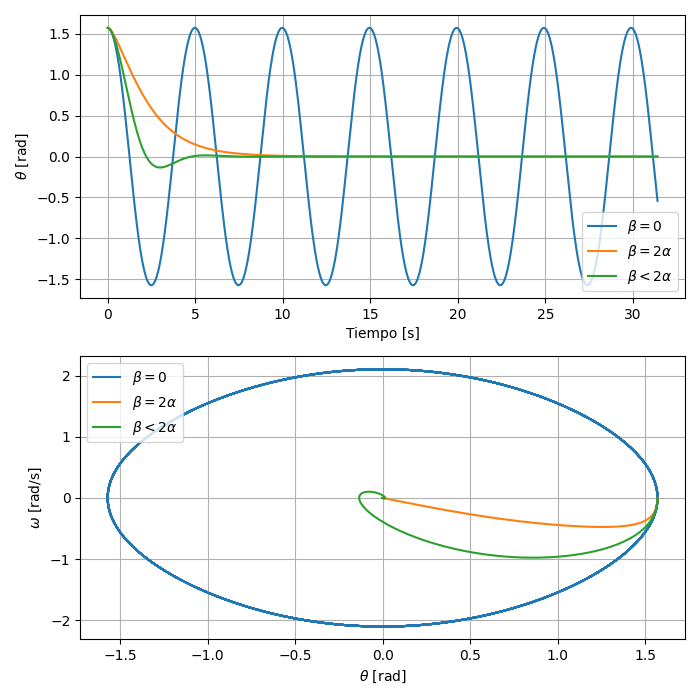 1.5
1.0
0.5
0.0
−0.5
−1.0
−1.5
θ [rad]
β = 0
β = 2α
β < 2α
0 5 10 15 20 25 30
Tiempo [s]
2
1
0
−1
−2
ω [rad/s]
β = 0
β = 2α
β < 2α
−1.5 −1.0 −0.5 0.0 0.5 1.0 1.5
θ [rad]